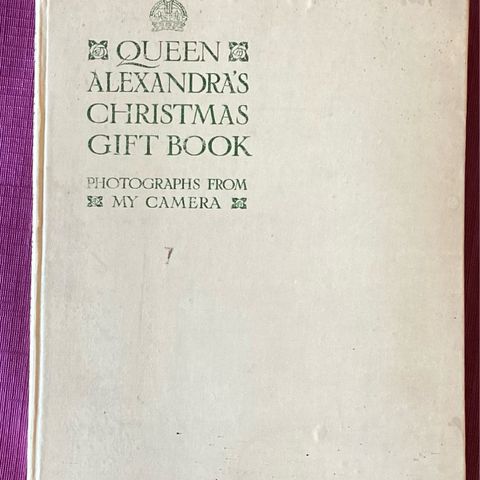 QUEEN
ALEXANDRA'S
CHRISTMAS
GIFT BOOK
PHOTOGRAPHS FROM
MY CAMERA